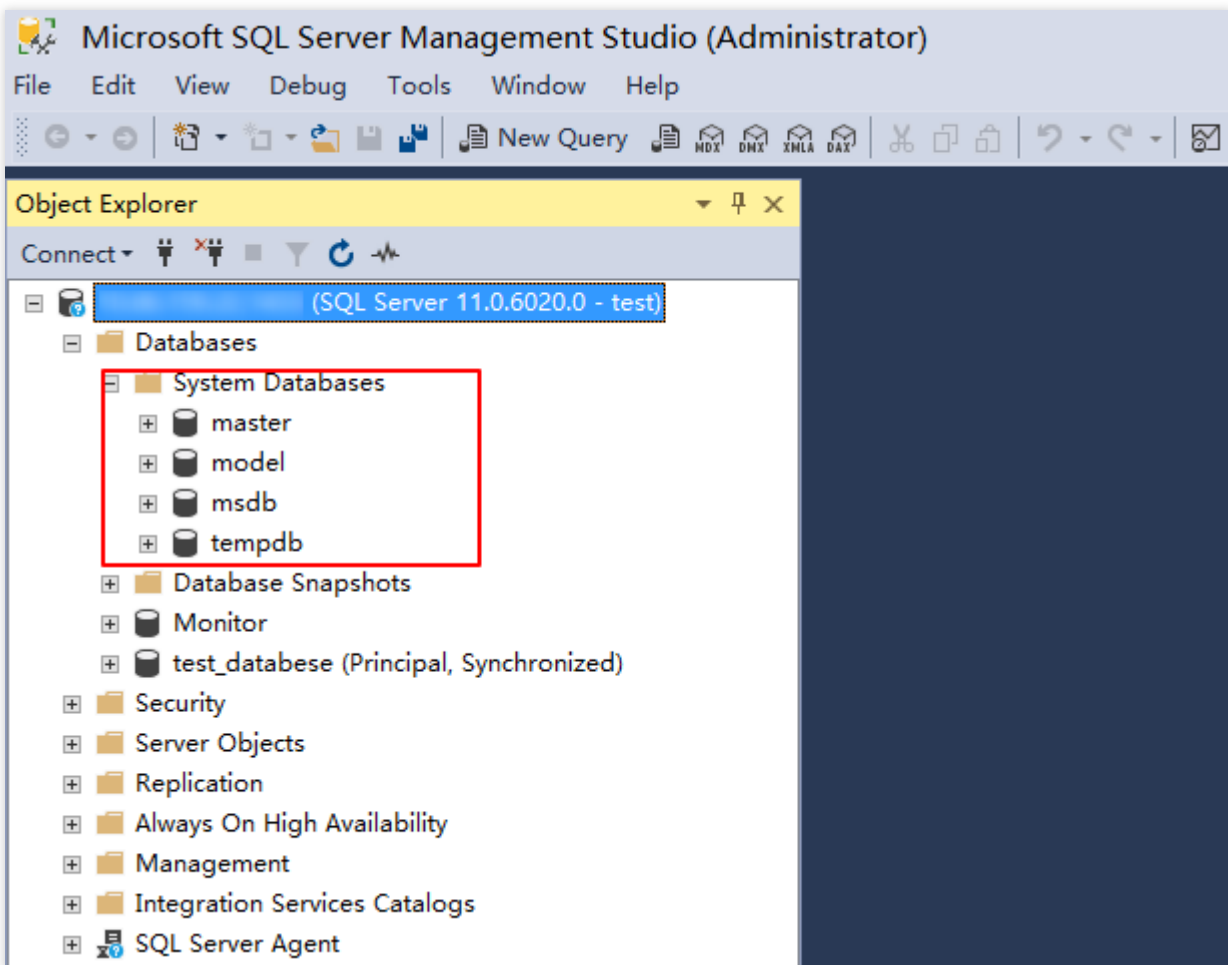 Microsoft SQL Server Management Studio (Administrator)
File Edit View Debug Tools Window Help
New Query MDX DMX XMLA DAX
Object Explorer
Connect
(SQL Server 11.0.6020.0 - test)
Databases
System Databases
master
model
msdb
tempdb
Database Snapshots
Monitor
test_databese (Principal, Synchronized)
Security
Server Objects
Replication
Always On High Availability
Management
Integration Services Catalogs
SQL Server Agent